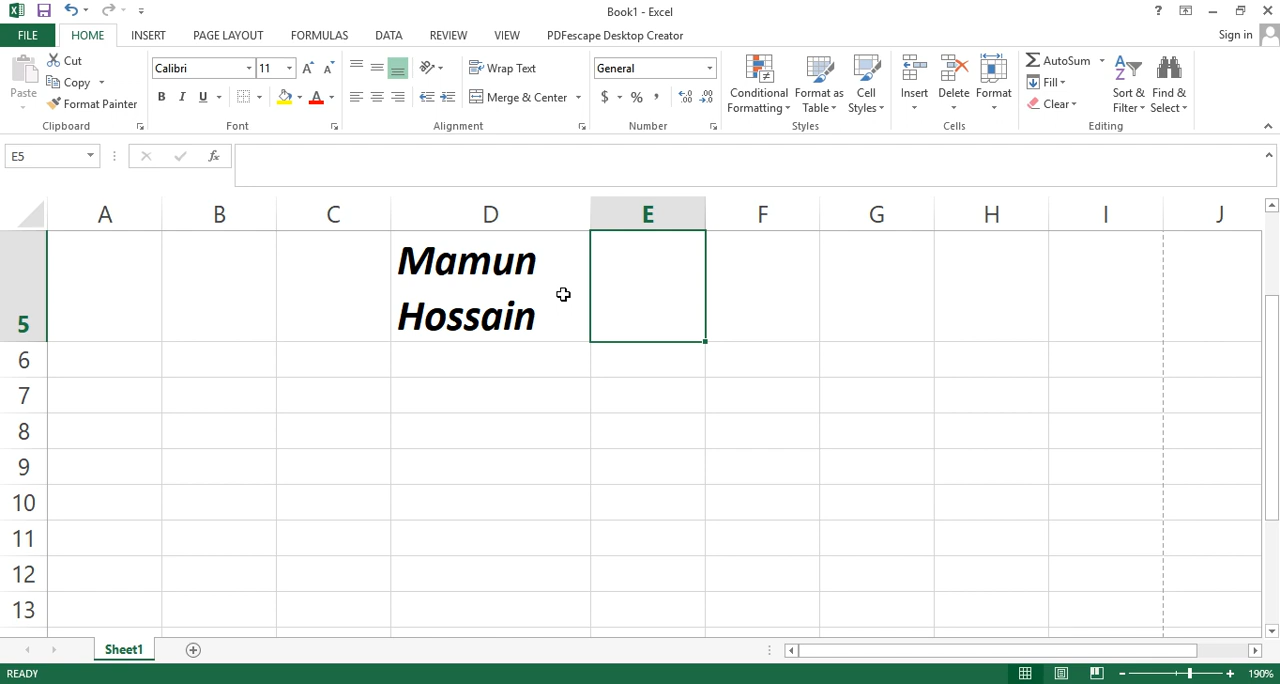 Book1 - Excel
?
FILE HOME INSERT PAGE LAYOUT FORMULAS DATA REVIEW VIEW PDFescape Desktop Creator Sign in
Paste
Cut
Copy
Format Painter
Clipboard
Calibri 11
B I U A
Font
Wrap Text
Merge & Center
Alignment
General
$ % ,
Number
Conditional Formatting
Format as Table
Cell Styles
Styles
Insert Delete Format
Cells
AutoSum
Fill
Clear
Sort & Filter
Find & Select
Editing
E5 fx
A B C D E F G H I J
5 Mamun
Hossain
6
7
8
9
10
11
12
13
Sheet1
READY 190%